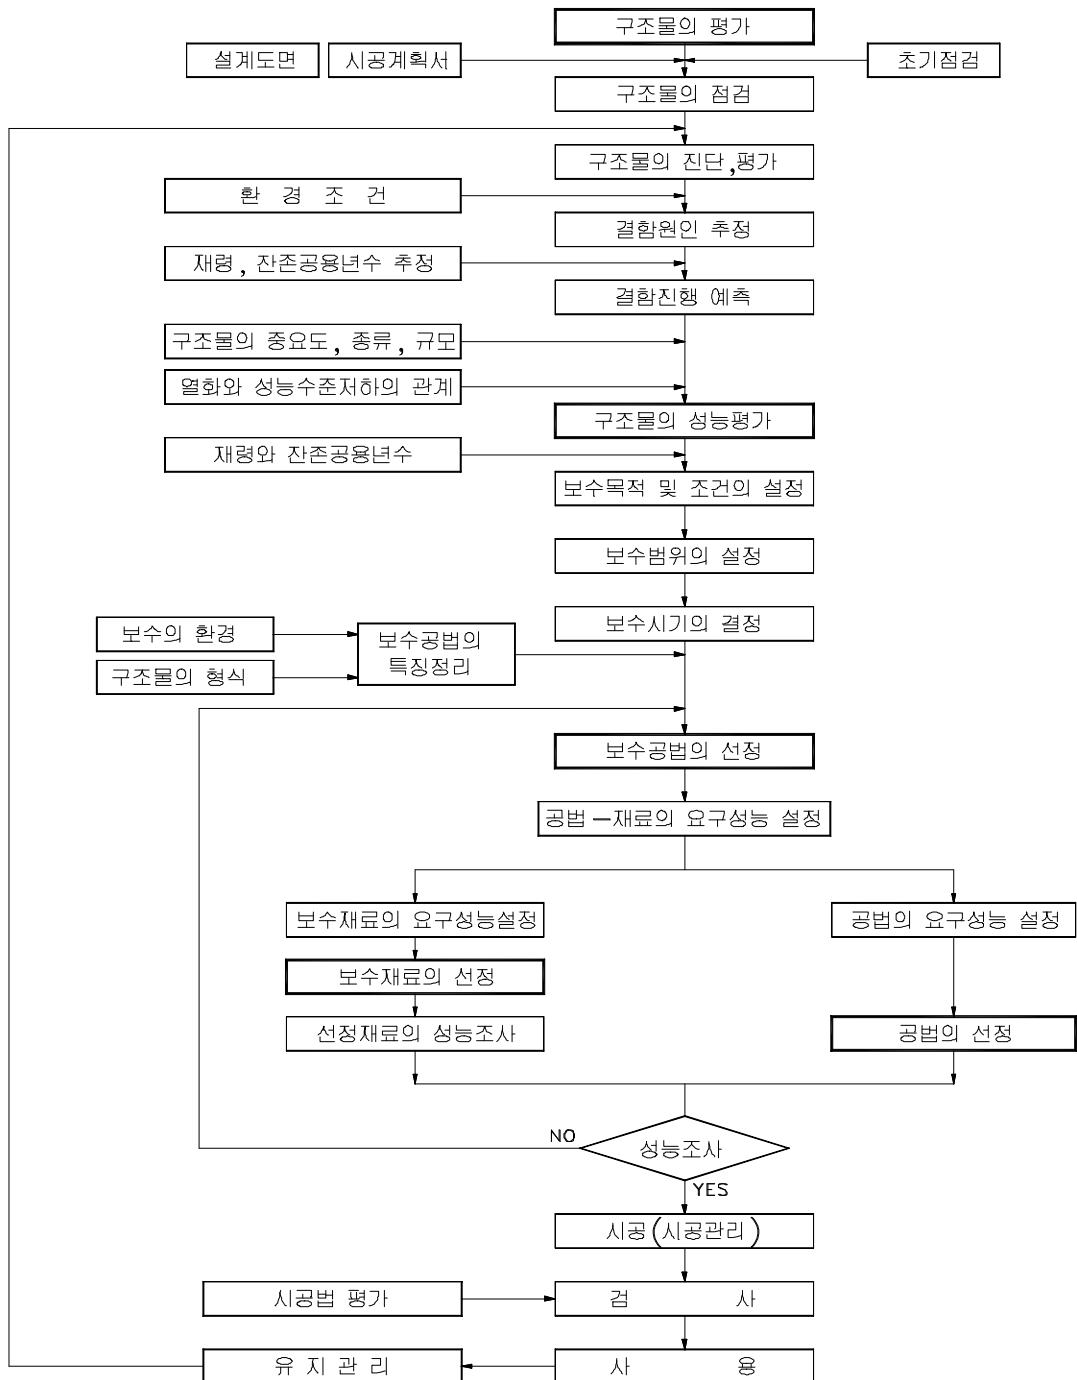 구조물의 평가
설계도면
시공계획서
초기점검
구조물의 점검
구조물의 진단,평가
환 경 조 건
결함원인 추정
재령, 잔존공용년수 추정
결함진행 예측
구조물의 중요도, 종류, 규모
열화와 성능수준저하의 관계
구조물의 성능평가
재령와 잔존공용년수
보수목적 및 조건의 설정
보수범위의 설정
보수시기의 결정
보수의 환경
보수공법의
특징정리
구조물의 형식
보수공법의 선정
공법-재료의 요구성능 설정
보수재료의 요구성능설정
공법의 요구성능 설정
보수재료의 선정
선정재료의 성능조사
공법의 선정
NO
성능조사
YES
시공(시공관리)
시공법 평가
검 사
유 지 관 리
사 용